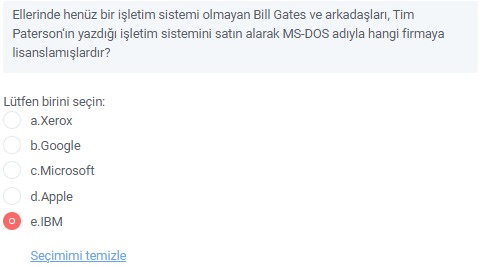 Ellerinde henüz bir işletim sistemi olmayan Bill Gates ve arkadaşları, Tim
Paterson'ın yazdığı işletim sistemini satın alarak MS-DOS adıyla hangi firmaya
lisanslamışlardır?
Lütfen birini seçin:
a.Xerox
b.Google
c.Microsoft
d.Apple
e.IBM
Seçimimi temizle